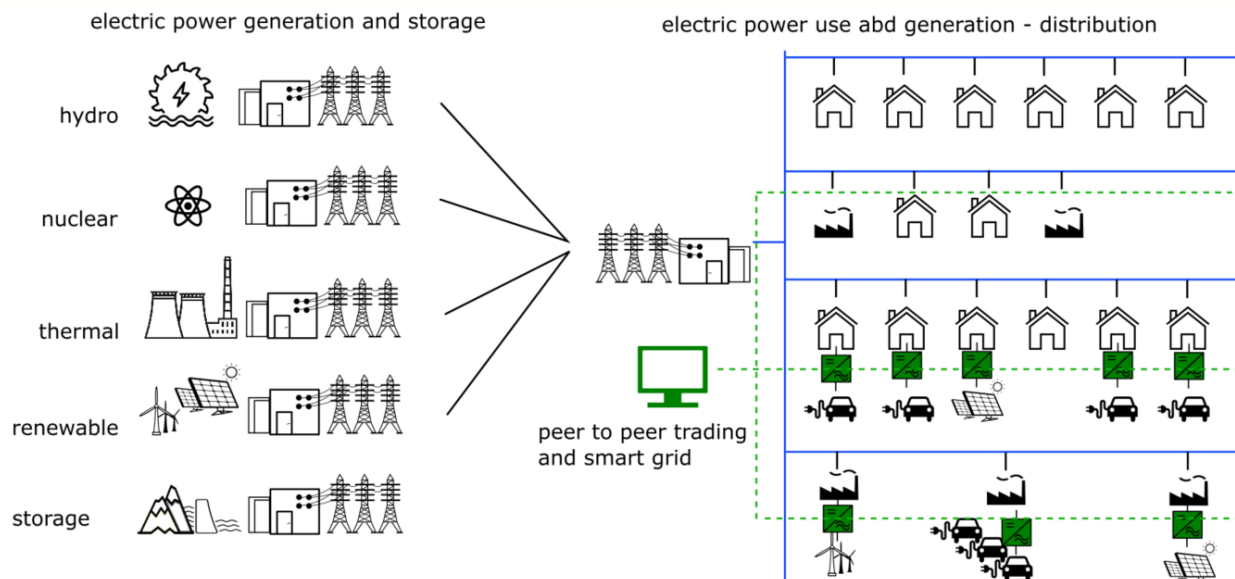 electric power generation and storage
electric power use abd generation - distribution
hydro
nuclear
thermal
renewable
storage
peer to peer trading
and smart grid